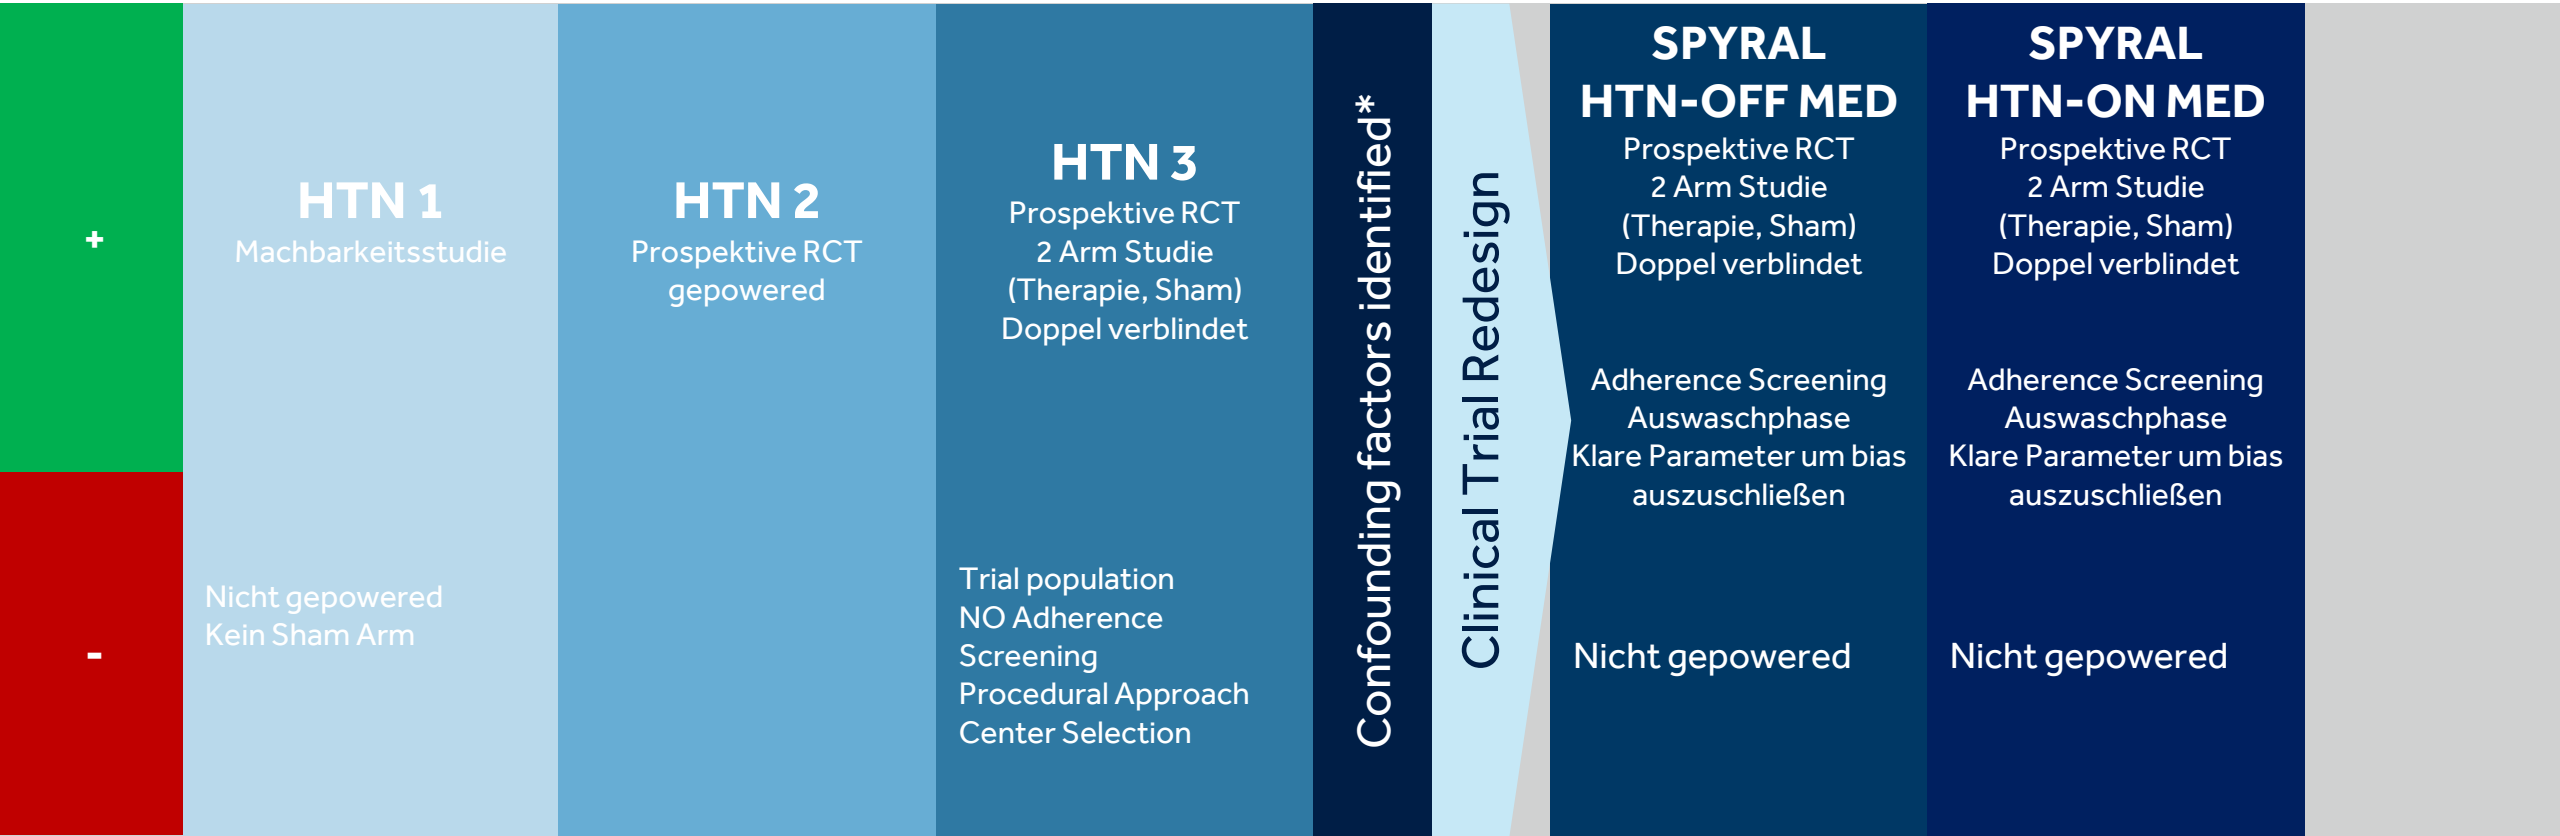 +
-
HTN 1
Machbarkeitsstudie
Nicht gepowered
Kein Sham Arm
HTN 2
Prospektive RCT
gepowered
HTN 3
Prospektive RCT
2 Arm Studie
(Therapie, Sham)
Doppel verblindet
Trial population
NO Adherence
Screening
Procedural Approach
Center Selection
Confounding factors identified*
Clinical Trial Redesign
SPYRAL
HTN-OFF MED
Prospektive RCT
2 Arm Studie
(Therapie, Sham)
Doppel verblindet
Adherence Screening
Auswaschphase
Klare Parameter um bias
auszuschließen
Nicht gepowered
SPYRAL
HTN-ON MED
Prospektive RCT
2 Arm Studie
(Therapie, Sham)
Doppel verblindet
Adherence Screening
Auswaschphase
Klare Parameter um bias
auszuschließen
Nicht gepowered